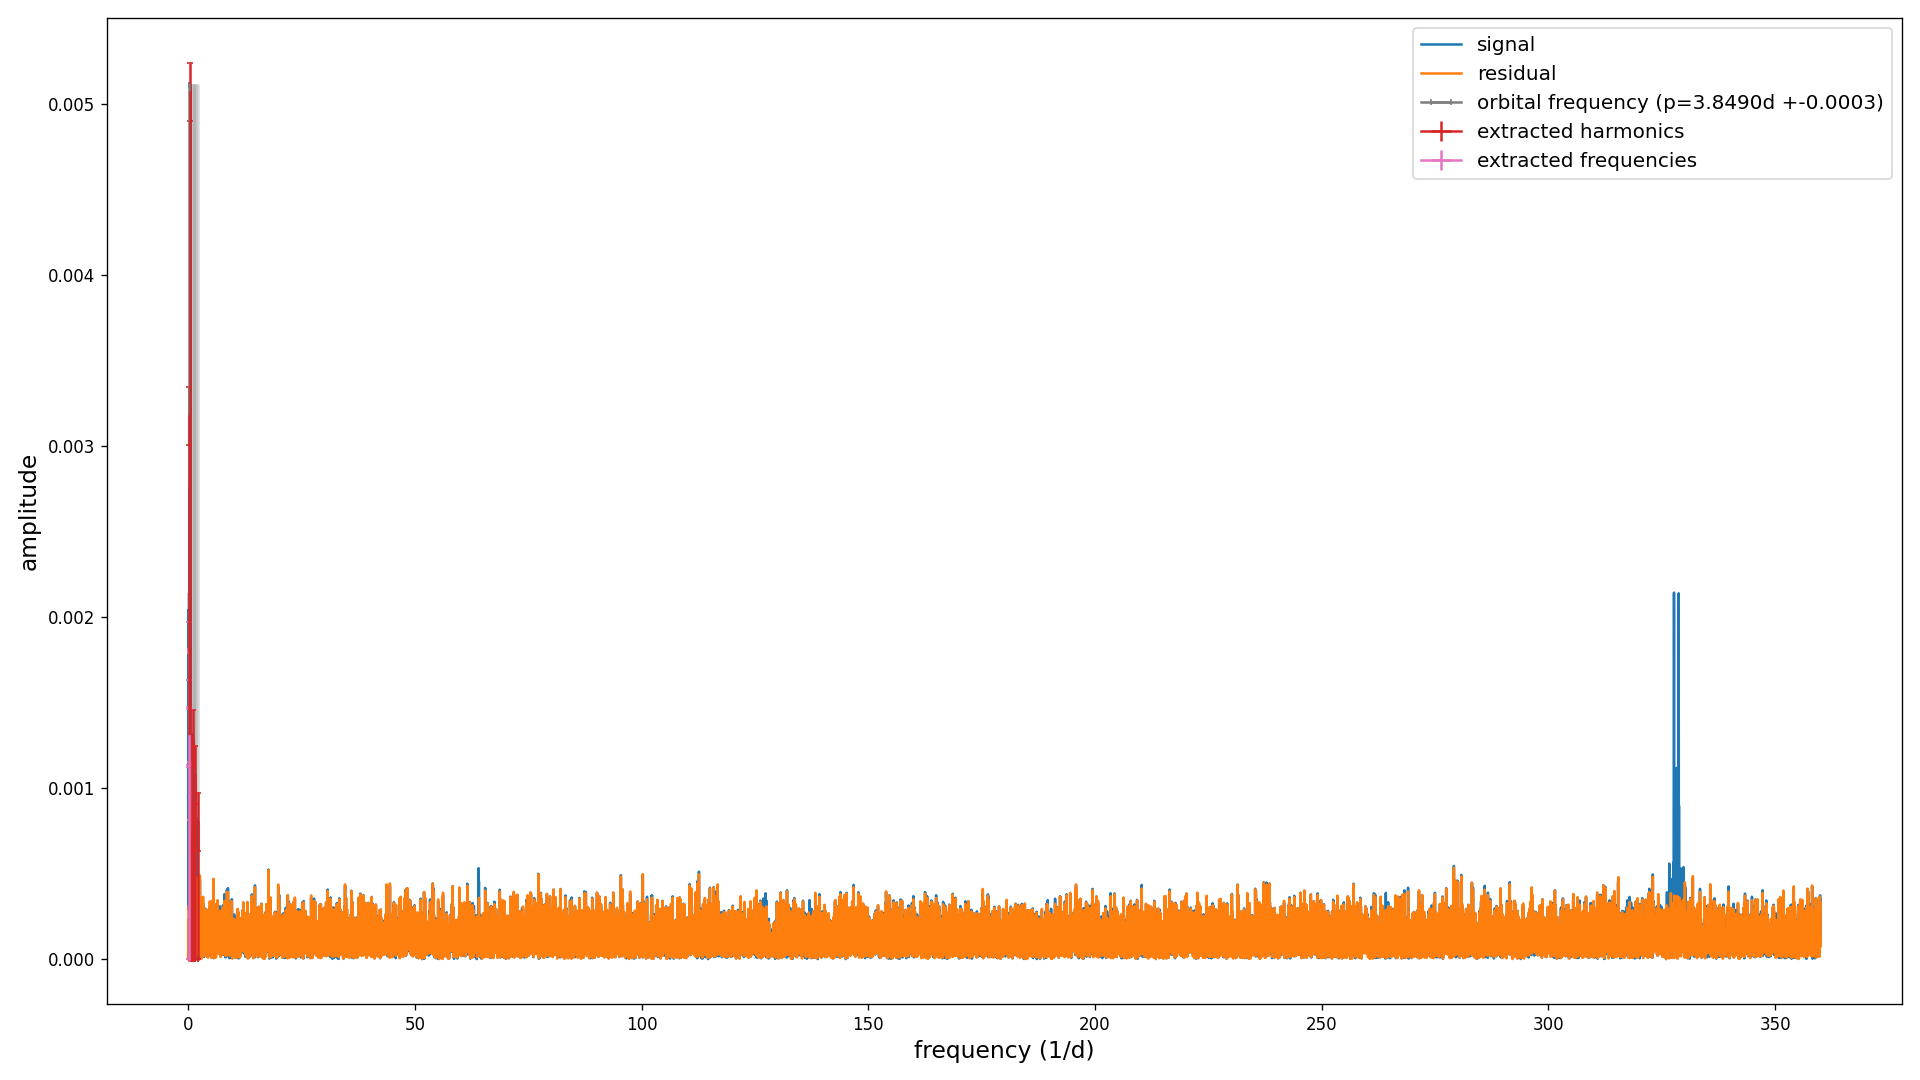 signal
residual
orbital frequency (p=3.8490d +-0.0003)
extracted harmonics
extracted frequencies
amplitude
0.005
0.004
0.003
0.002
0.001
0.000
0 50 100 150 200 250 300 350
frequency (1/d)